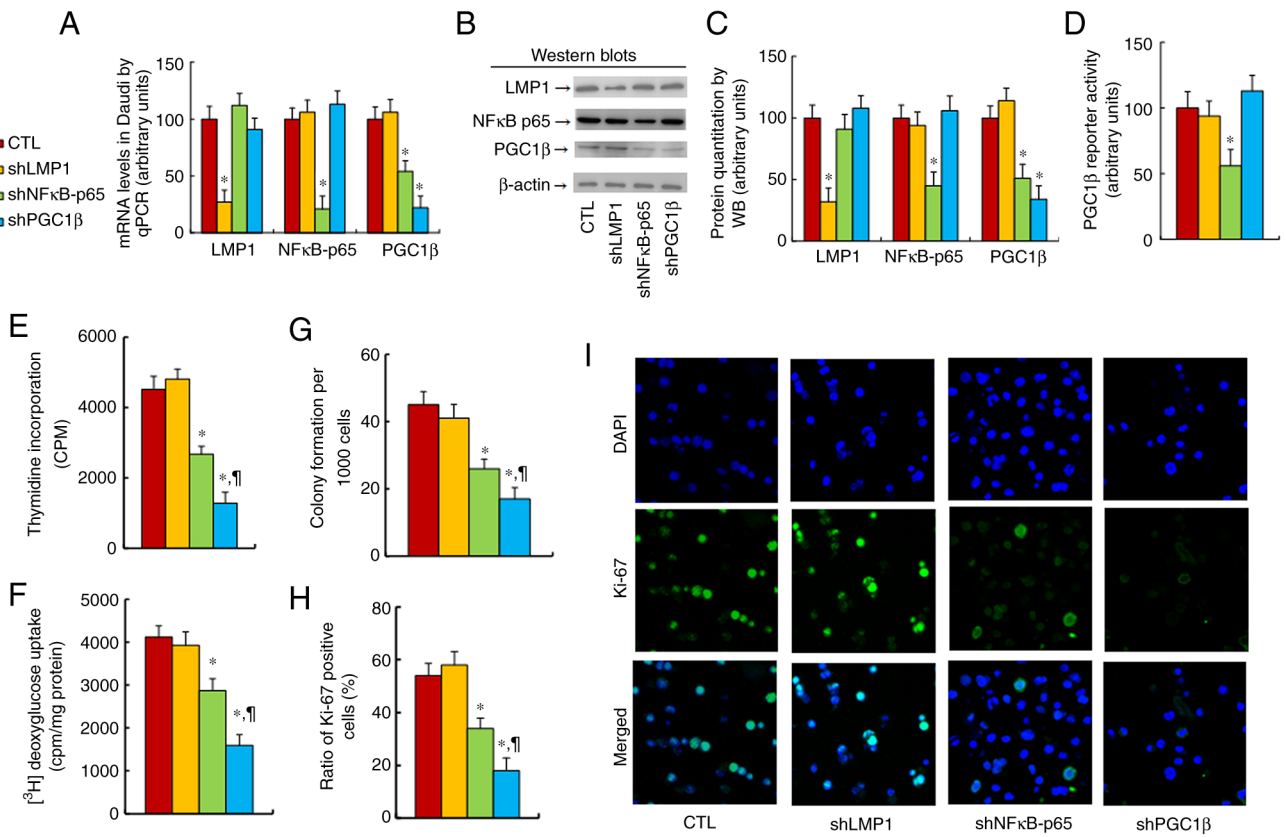 A
mRNA levels in Daudi by
qPCR (arbitrary units)
150
100
50
0
LMP1
NFκB-p65
PGC1β
*
*
*
*
CTL
shLMP1
shNFκB-p65
shPGC1β
B
Western blots
LMP1 →
NFκB p65 →
PGC1β →
β-actin →
CTL
shLMP1
shNFκB-p65
shPGC1β
C
Protein quantitation by
WB (arbitrary units)
150
100
50
0
LMP1
NFκB-p65
PGC1β
*
*
*
*
D
PGC1β reporter activity
(arbitrary units)
150
100
50
0
*
E
Thymidine incorporation
(CPM)
6000
4000
2000
0
*
*,¶
F
[³H] deoxyglucose uptake
(cpm/mg protein)
5000
4000
3000
2000
1000
0
*
*,¶
G
Colony formation per
1000 cells
60
40
20
0
*
*,¶
H
Ratio of Ki-67 positive
cells (%)
80
60
40
20
0
*
*,¶
I
DAPI
Ki-67
Merged
CTL
shLMP1
shNFκB-p65
shPGC1β